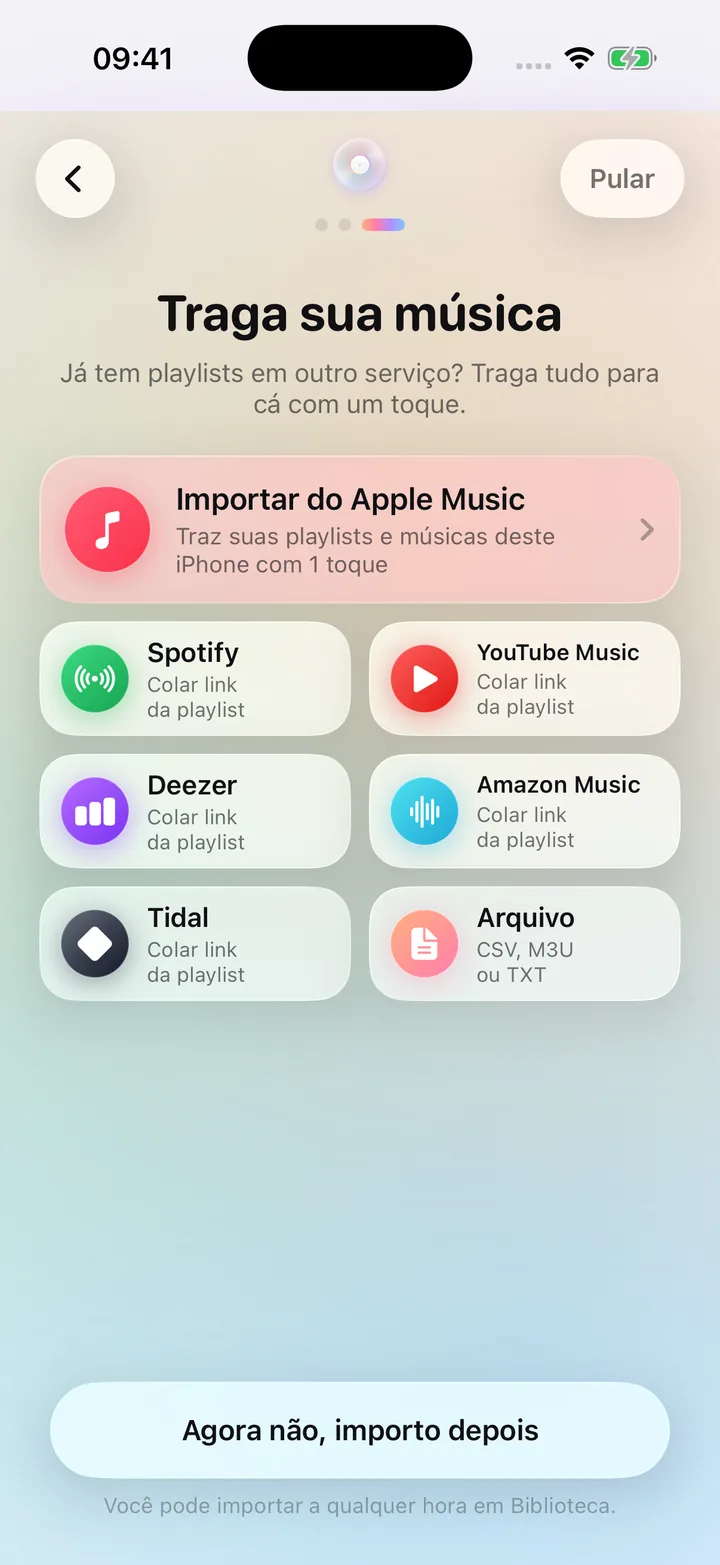 09:41
Pular
Traga sua música
Já tem playlists em outro serviço? Traga tudo para
cá com um toque.
Importar do Apple Music
Traz suas playlists e músicas deste
iPhone com 1 toque
Spotify
Colar link
da playlist
YouTube Music
Colar link
da playlist
Deezer
Colar link
da playlist
Amazon Music
Colar link
da playlist
Tidal
Colar link
da playlist
Arquivo
CSV, M3U
ou TXT
Agora não, importo depois
Você pode importar a qualquer hora em Biblioteca.